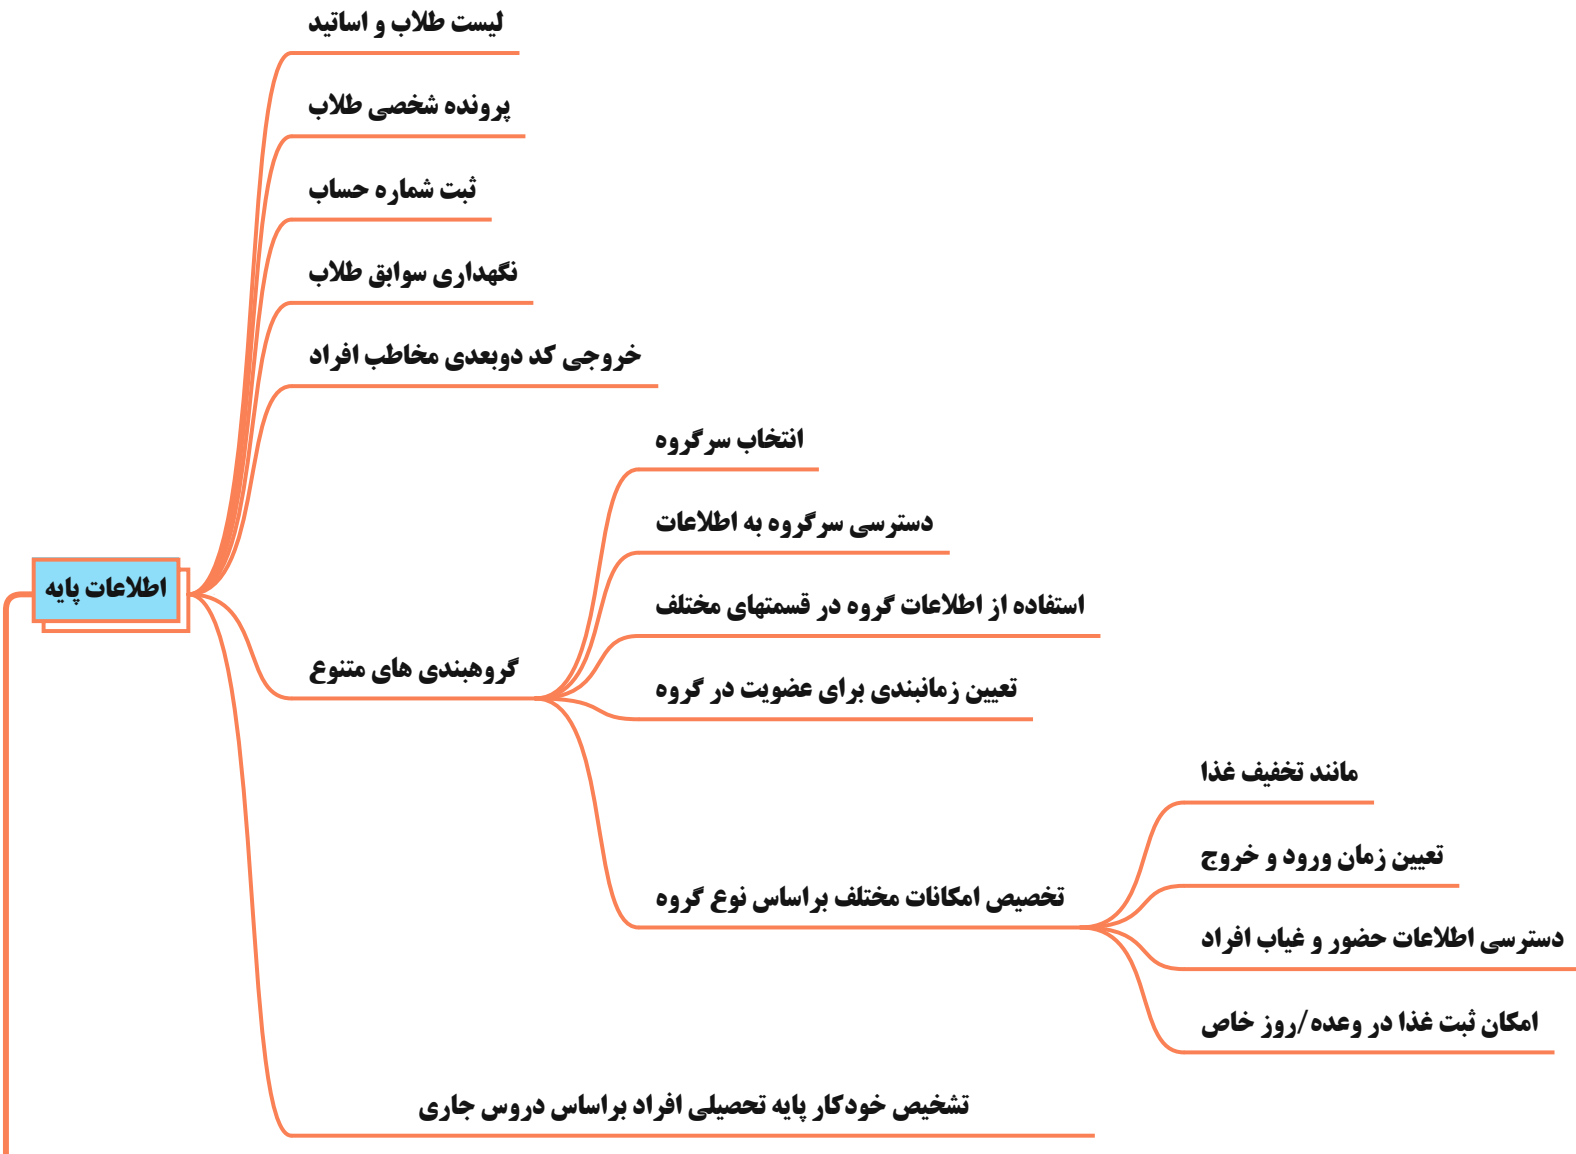 لیست طلاب و اساتید
پرونده شخصی طلاب
ثبت شماره حساب
نگهداری سوابق طلاب
خروجی کد دوبعدی مخاطب افراد
انتخاب سرگروه
دسترسی سرگروه به اطلاعات
اطلاعات پایه
استفاده از اطلاعات گروه در قسمتهای مختلف
گروهبندی های متنوع
تعیین زمانبندی برای عضویت در گروه
مانند تخفیف غذا
تعیین زمان ورود و خروج
تخصیص امکانات مختلف براساس نوع گروه
دسترسی اطلاعات حضور و غیاب افراد
امکان ثبت غذا در وعده/روز خاص
تشخیص خودکار پایه تحصیلی افراد براساس دروس جاری